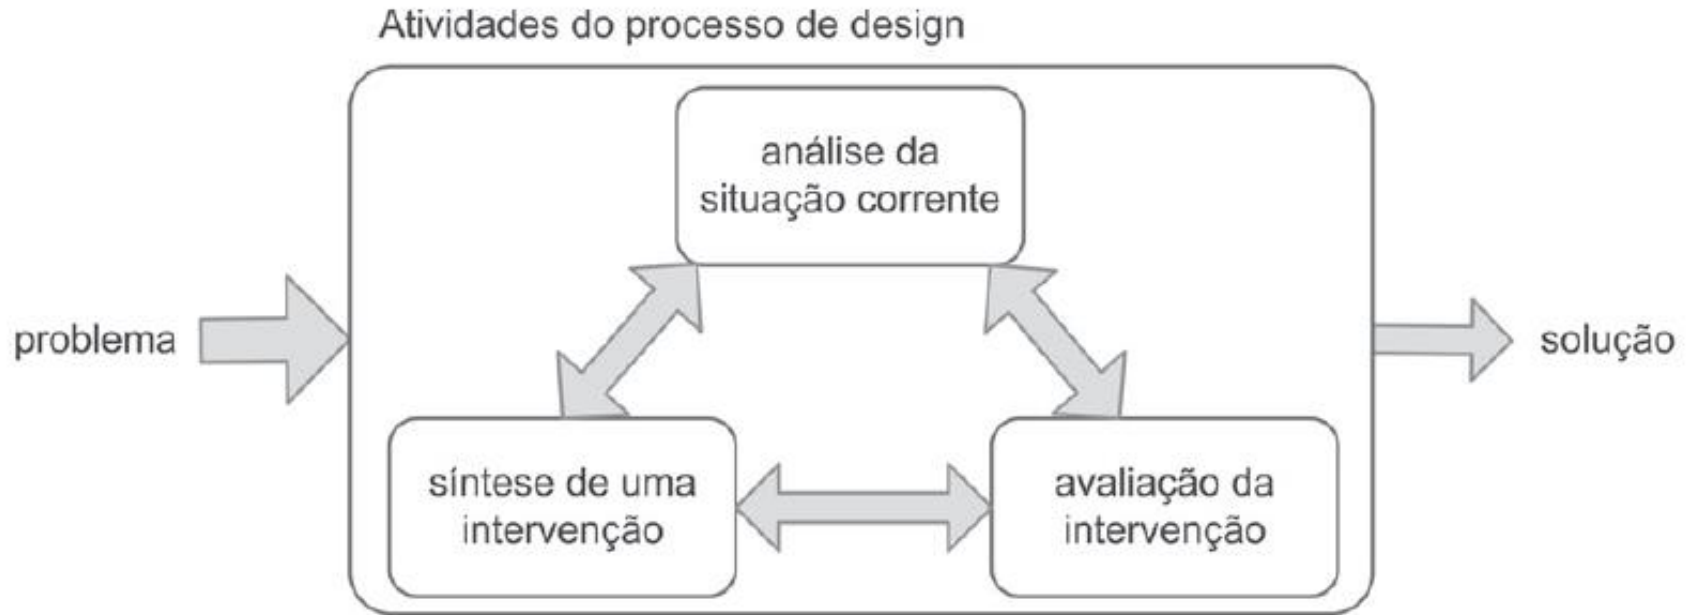 Atividades do processo de design
análise da
situação corrente
problema
solução
síntese de uma
intervenção
avaliação da
intervenção